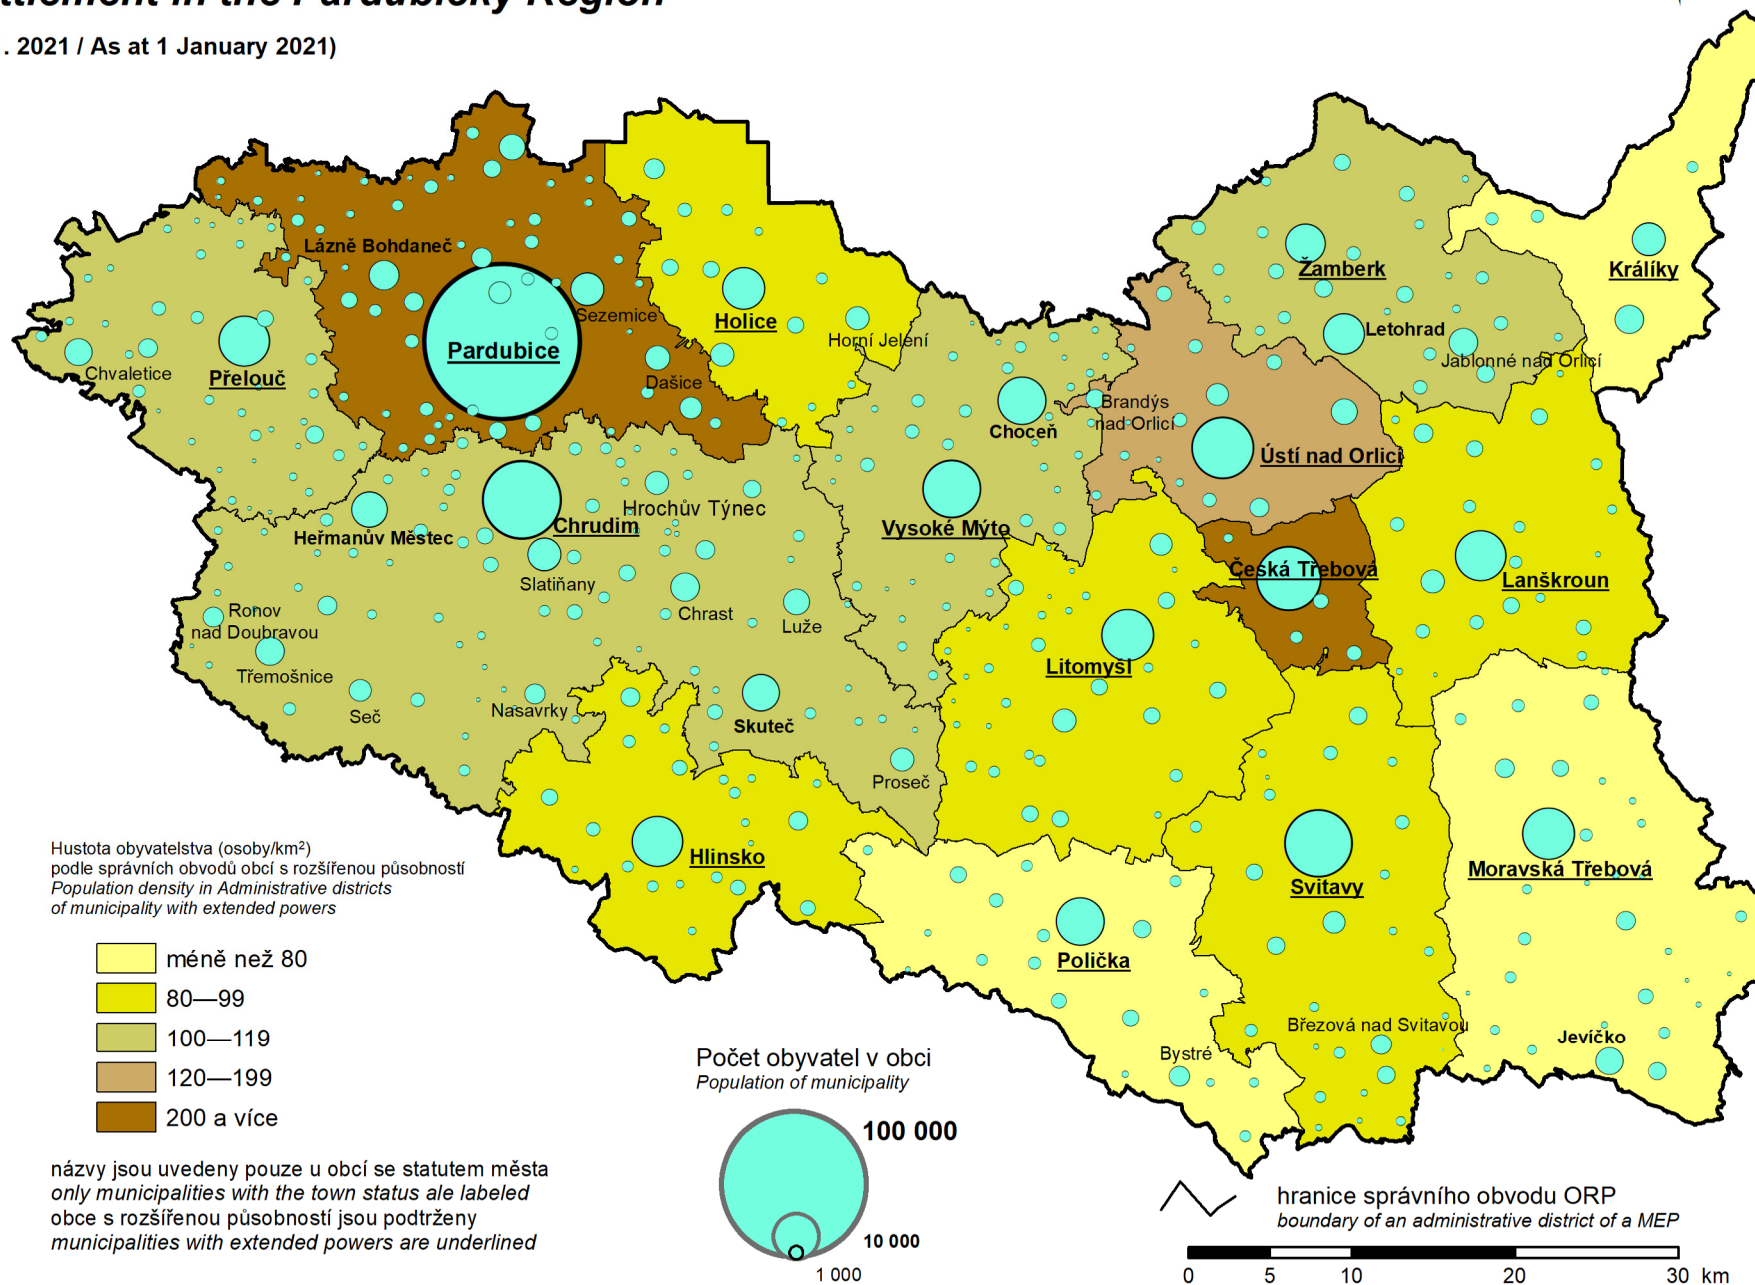 ttlement in the Pardubický Region
. 2021 / As at 1 January 2021)
Lázně Bohdaneč
Sezemice
Pardubice
Chvaletice
Přelouč
Dašice
Holice
Horní Jelení
Žamberk
Králíky
Letohrad
Jablonné nad Orlicí
Brandýs
nad Orlicí
Choceň
Ústí nad Orlicí
Hrochův Týnec
Chrudim
Heřmanův Městec
Vysoké Mýto
Slatiňany
Česká Třebová
Lanškroun
Ronov
nad Doubravou
Chrast
Luže
Třemošnice
Litomyšl
Seč
Nasavrky
Skuteč
Proseč
Hlinsko
Svitavy
Moravská Třebová
Polička
Březová nad Svitavou
Bystré
Jevíčko
Hustota obyvatelstva (osoby/km²)
podle správních obvodů obcí s rozšířenou působností
Population density in Administrative districts
of municipality with extended powers
méně než 80
80—99
100—119
120—199
200 a více
názvy jsou uvedeny pouze u obcí se statutem města
only municipalities with the town status ale labeled
obce s rozšířenou působností jsou podtrženy
municipalities with extended powers are underlined
Počet obyvatel v obci
Population of municipality
100 000
10 000
1 000
hranice správního obvodu ORP
boundary of an administrative district of a MEP
0 5 10 20 30 km